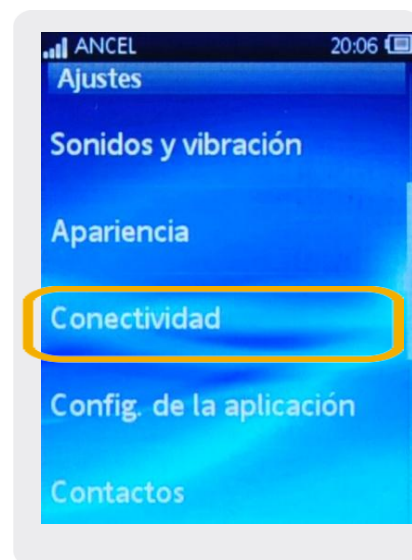 ANCEL 20:06
Ajustes
Sonidos y vibración
Apariencia
Conectividad
Config. de la aplicación
Contactos